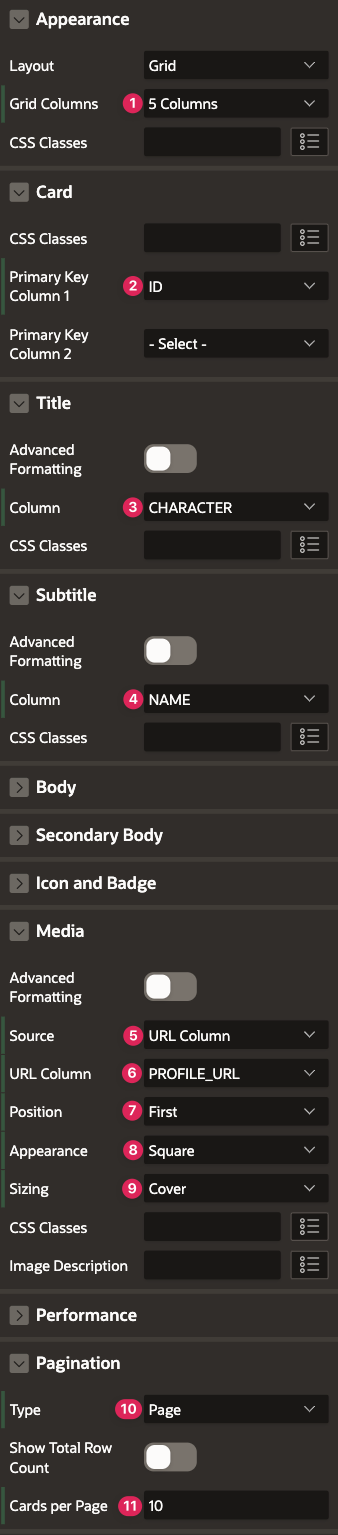 Appearance
Layout Grid
Grid Columns 1 5 Columns
CSS Classes
Card
CSS Classes
Primary Key
Column 1 2 ID
Primary Key
Column 2 - Select -
Title
Advanced
Formatting
Column 3 CHARACTER
CSS Classes
Subtitle
Advanced
Formatting
Column 4 NAME
CSS Classes
Body
Secondary Body
Icon and Badge
Media
Advanced
Formatting
Source 5 URL Column
URL Column 6 PROFILE_URL
Position 7 First
Appearance 8 Square
Sizing 9 Cover
CSS Classes
Image Description
Performance
Pagination
Type 10 Page
Show Total Row
Count
Cards per Page 11 10